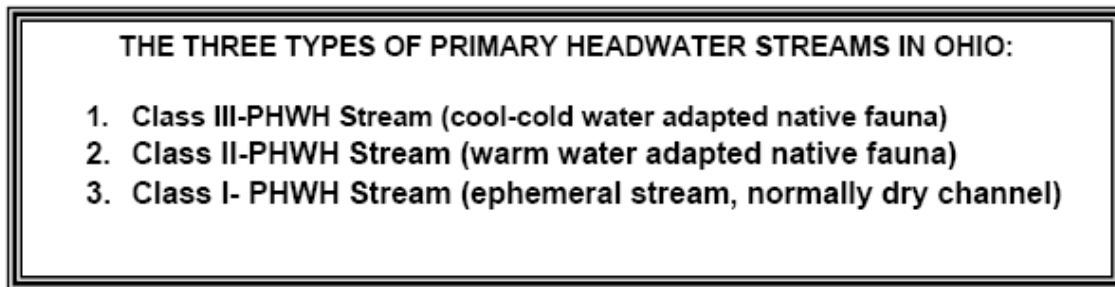 THE THREE TYPES OF PRIMARY HEADWATER STREAMS IN OHIO:
1. Class III-PHWH Stream (cool-cold water adapted native fauna)
2. Class II-PHWH Stream (warm water adapted native fauna)
3. Class I- PHWH Stream (ephemeral stream, normally dry channel)